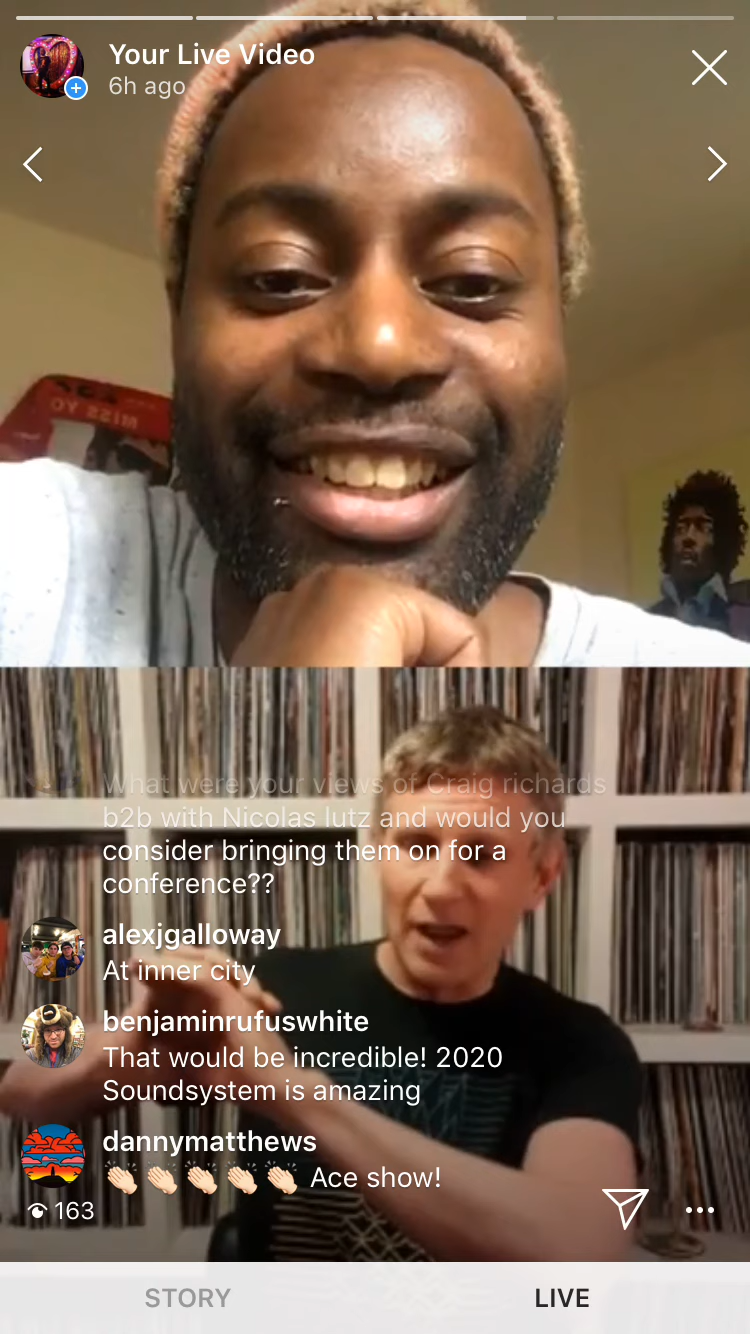 Your Live Video
6h ago
MISS YO
What were your views of Craig richards
b2b with Nicolas lutz and would you
consider bringing them on for a
conference??
alexjgalloway
At inner city
benjaminrufuswhite
That would be incredible! 2020
Soundsystem is amazing
dannymatthews
👏🏻👏🏻👏🏻👏🏻👏🏻 Ace show!
163
STORY
LIVE